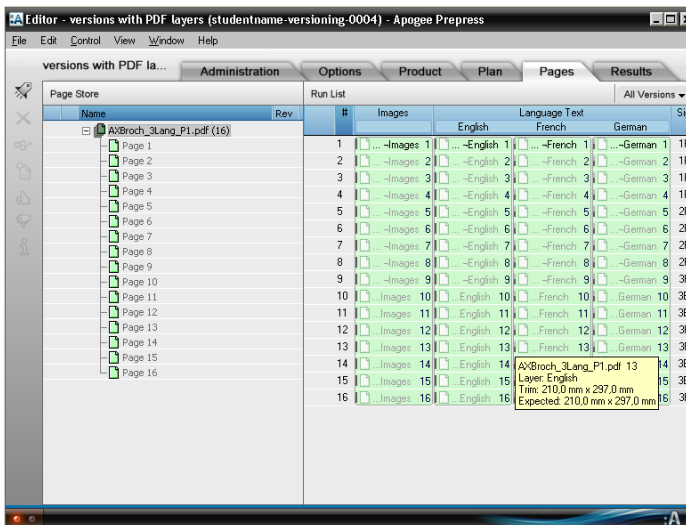 :A Editor - versions with PDF layers (studentname-versioning-0004) - Apogee Prepress
File Edit Control View Window Help
versions with PDF la... Administration Options Product Plan Pages Results
Page Store Run List All Versions
Name Rev # Images Language Text
English French German
AXBroch_3Lang_P1.pdf (16)
Page 1
Page 2
Page 3
Page 4
Page 5
Page 6
Page 7
Page 8
Page 9
Page 10
Page 11
Page 12
Page 13
Page 14
Page 15
Page 16
1 ... ~Images 1 ... ~English 1 ... ~French 1 ...~German 1
2 ... ~Images 2 ... ~English 2 ... ~French 2 ...~German 2
3 ... ~Images 3 ... ~English 3 ... ~French 3 ...~German 3
4 ... ~Images 4 ... ~English 4 ... ~French 4 ...~German 4
5 ... ~Images 5 ... ~English 5 ... ~French 5 ...~German 5
6 ... ~Images 6 ... ~English 6 ... ~French 6 ...~German 6
7 ... ~Images 7 ... ~English 7 ... ~French 7 ...~German 7
8 ... ~Images 8 ... ~English 8 ... ~French 8 ...~German 8
9 ... ~Images 9 ... ~English 9 ... ~French 9 ...~German 9
10 ...Images 10 ...English 10 ...French 10 ...German 10
11 ...Images 11 ...English 11 ...French 11 ...German 11
12 ...Images 12 ...English 12 ...French 12 ...German 12
13 ...Images 13 ...English 13 ...French 13 ...German 13
14 ...Images 14 ...English 14 14
15 ...Images 15 ...English 15 15
16 ...Images 16 ...English 16 16
AXBroch_3Lang_P1.pdf 13
Layer: English
Trim: 210,0 mm x 297,0 mm
Expected: 210,0 mm x 297,0 mm
:A